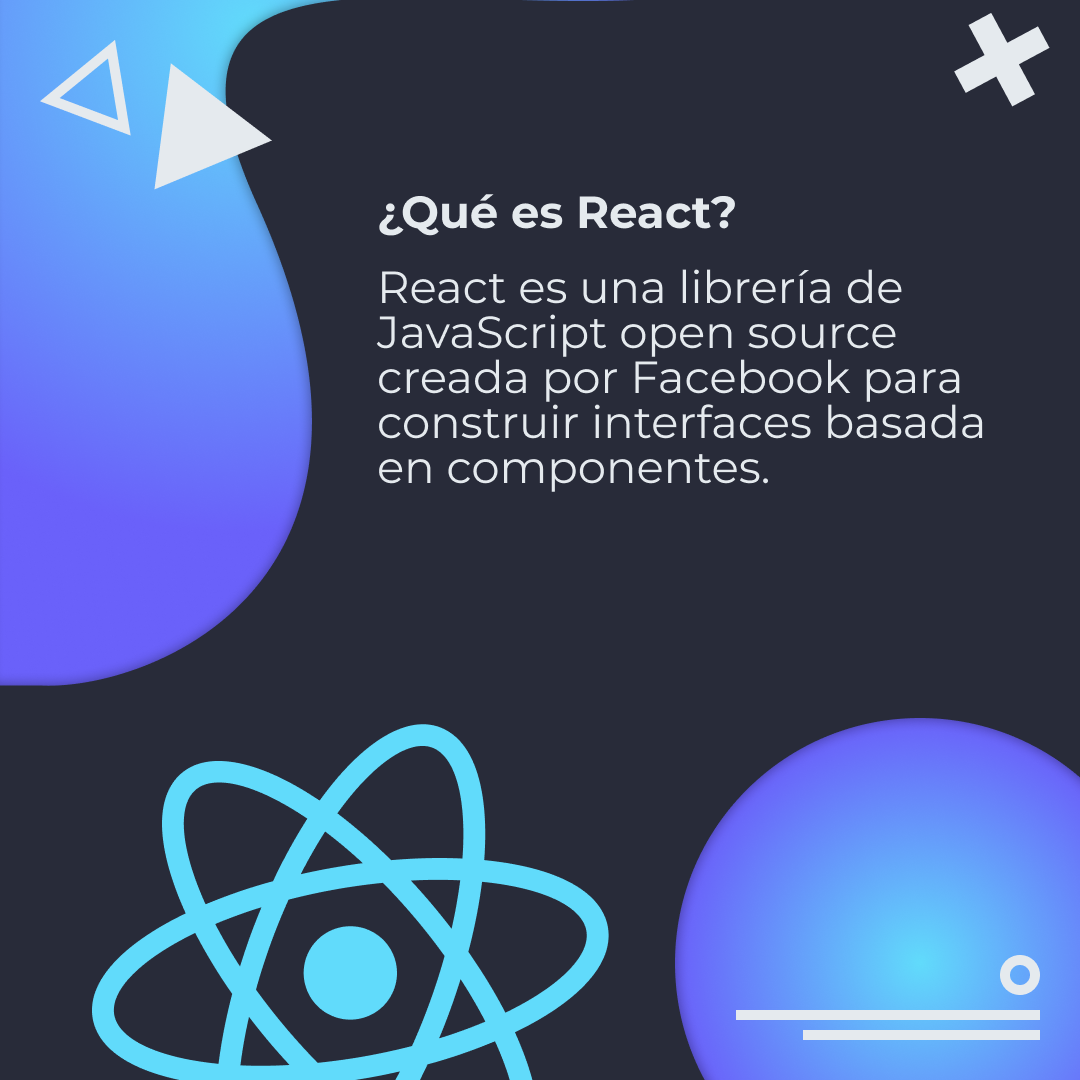 ¿Qué es React?
React es una librería de
JavaScript open source
creada por Facebook para
construir interfaces basada
en componentes.